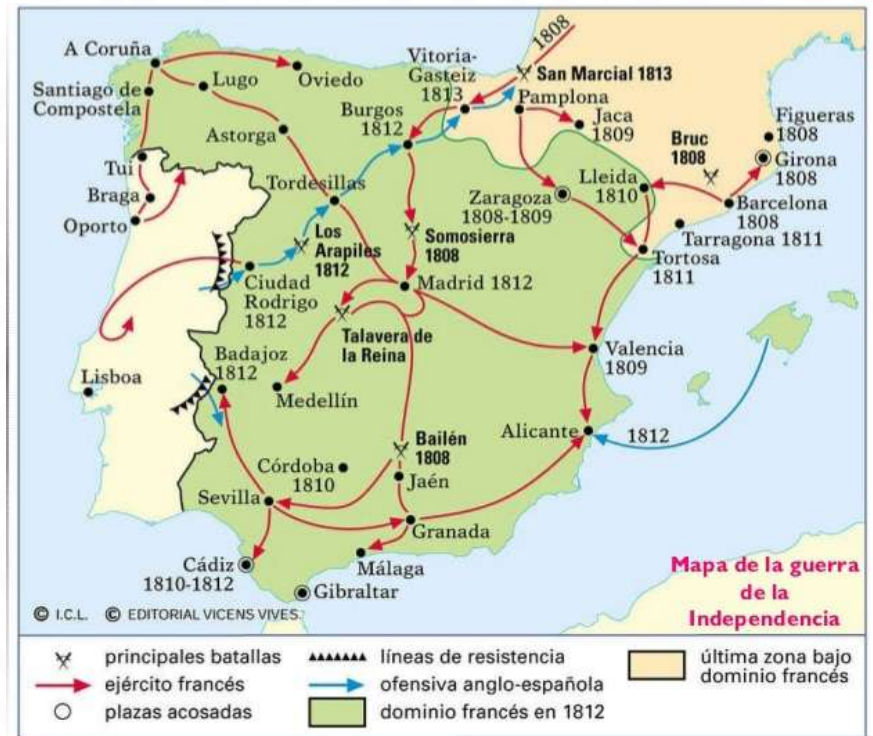 1808
A Coruña
Oviedo
Vitoria-
Gasteiz
1813
San Marcial 1813
Santiago de
Compostela
Lugo
Burgos
1812
Pamplona
Jaca
1809
Figueras
1808
Astorga
Bruc
1808
Girona
1808
Tui
Tordesillas
Zaragoza
1808-1809
Lleida
1810
Braga
Barcelona
1808
Oporto
Los
Arapiles
1812
Somosierra
1808
Tarragona 1811
Tortosa
1811
Ciudad
Rodrigo
1812
Madrid 1812
Talavera de
la Reina
Valencia
1809
Badajoz
1812
Lisboa
Medellín
Alicante
1812
Bailén
1808
Córdoba
1810
Jaén
Sevilla
Granada
Cádiz
1810-1812
Málaga
Gibraltar
Mapa de la guerra
de la
Independencia
© I.C.L. © EDITORIAL VICENS VIVES.
principales batallas
líneas de resistencia
última zona bajo
dominio francés
ejército francés
ofensiva anglo-española
plazas acosadas
dominio francés en 1812